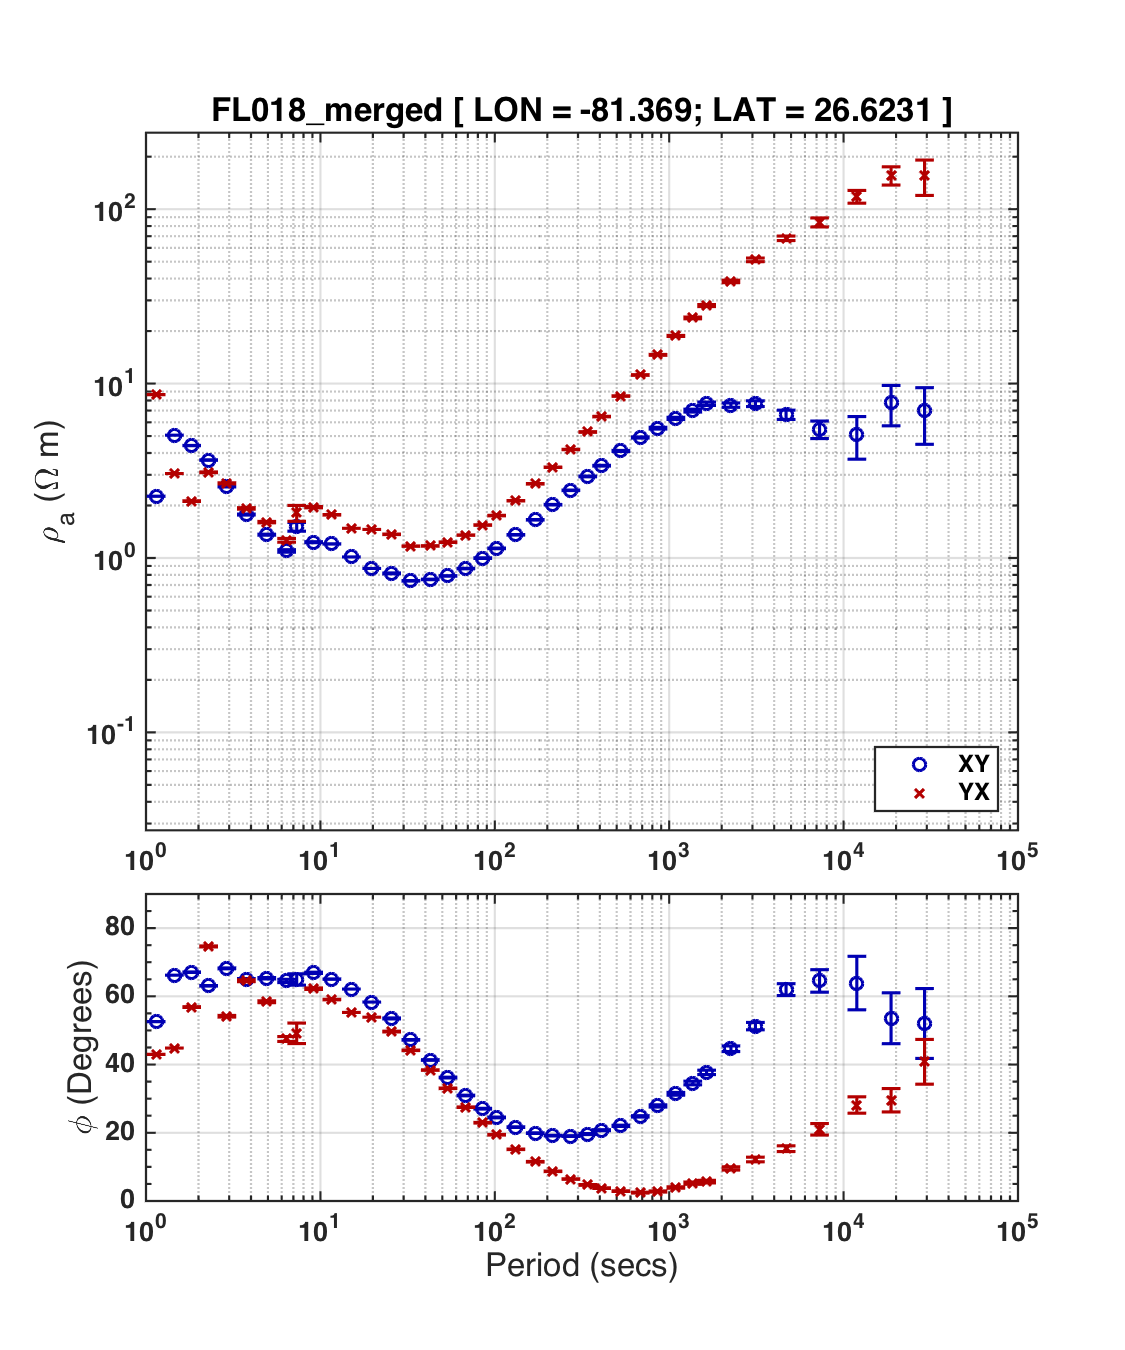 FL018_merged [ LON = -81.369; LAT = 26.6231 ]
ρa (Ω m)
10^2
10^1
10^0
10^-1
XY
YX
10^0 10^1 10^2 10^3 10^4 10^5
ϕ (Degrees)
80
60
40
20
0
10^0 10^1 10^2 10^3 10^4 10^5
Period (secs)